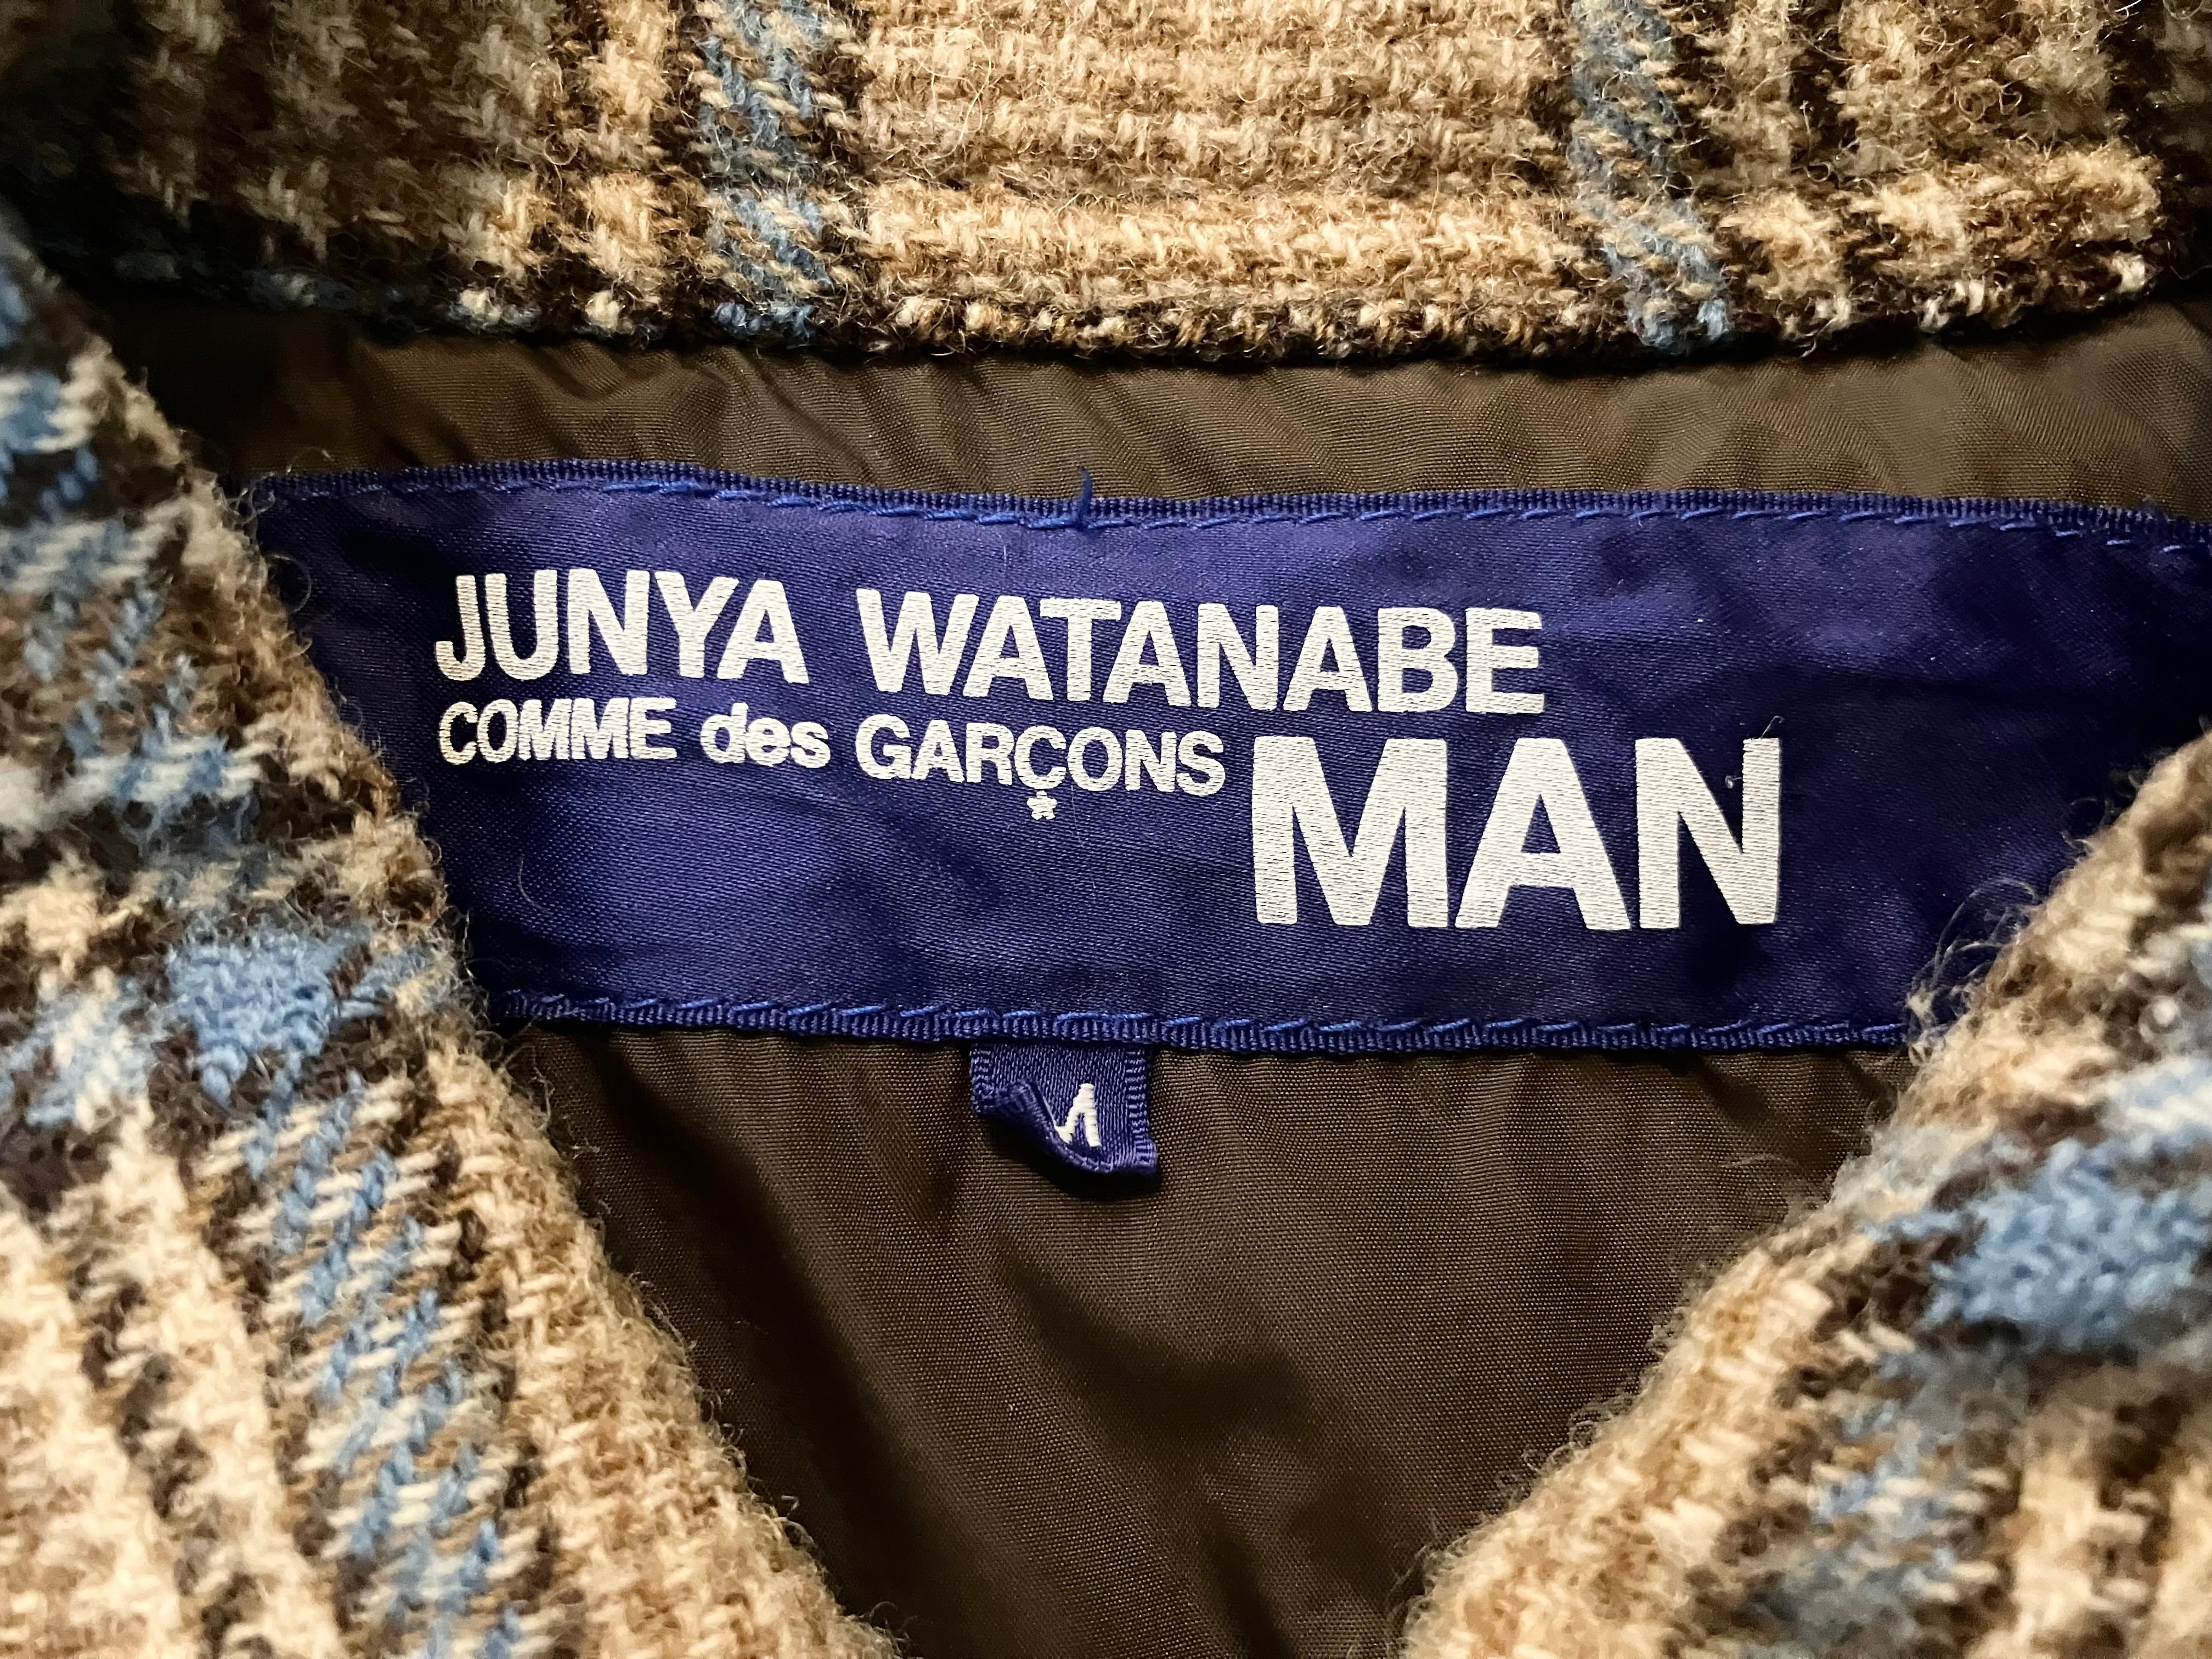 JUNYA WATANABE
COMME des GARÇONS MAN
M